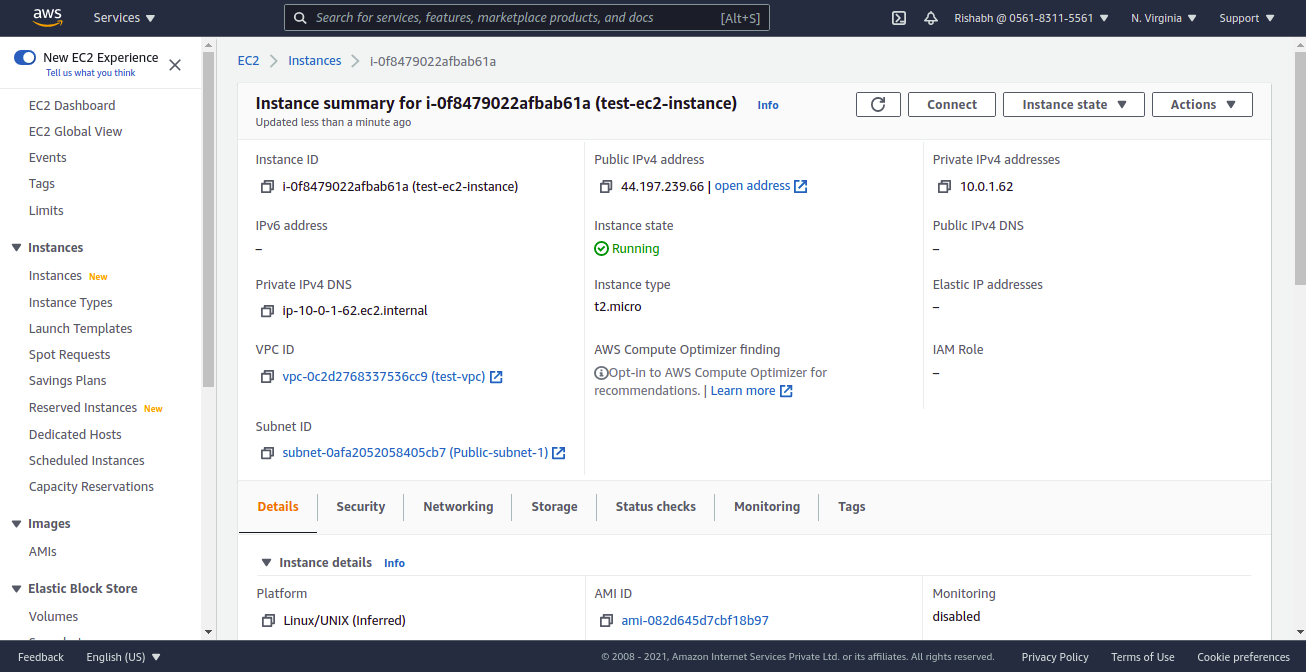 aws
Services
Search for services, features, marketplace products, and docs
[Alt+S]
Rishabh @ 0561-8311-5561
N. Virginia
Support
New EC2 Experience
Tell us what you think
EC2 Dashboard
EC2 Global View
Events
Tags
Limits
Instances
Instances New
Instance Types
Launch Templates
Spot Requests
Savings Plans
Reserved Instances New
Dedicated Hosts
Scheduled Instances
Capacity Reservations
Images
AMIs
Elastic Block Store
Volumes
EC2
Instances
i-0f8479022afbab61a
Instance summary for i-0f8479022afbab61a (test-ec2-instance) Info
Updated less than a minute ago
Connect
Instance state
Actions
Instance ID
i-0f8479022afbab61a (test-ec2-instance)
Public IPv4 address
44.197.239.66 | open address
Private IPv4 addresses
10.0.1.62
IPv6 address
–
Instance state
Running
Public IPv4 DNS
–
Private IPv4 DNS
ip-10-0-1-62.ec2.internal
Instance type
t2.micro
Elastic IP addresses
–
VPC ID
vpc-0c2d2768337536cc9 (test-vpc)
AWS Compute Optimizer finding
Opt-in to AWS Compute Optimizer for
recommendations. | Learn more
IAM Role
–
Subnet ID
subnet-0afa2052058405cb7 (Public-subnet-1)
Details
Security
Networking
Storage
Status checks
Monitoring
Tags
Instance details Info
Platform
Linux/UNIX (Inferred)
AMI ID
ami-082d645d7cbf18b97
Monitoring
disabled
Feedback
English (US)
© 2008 - 2021, Amazon Internet Services Private Ltd. or its affiliates. All rights reserved.
Privacy Policy
Terms of Use
Cookie preferences